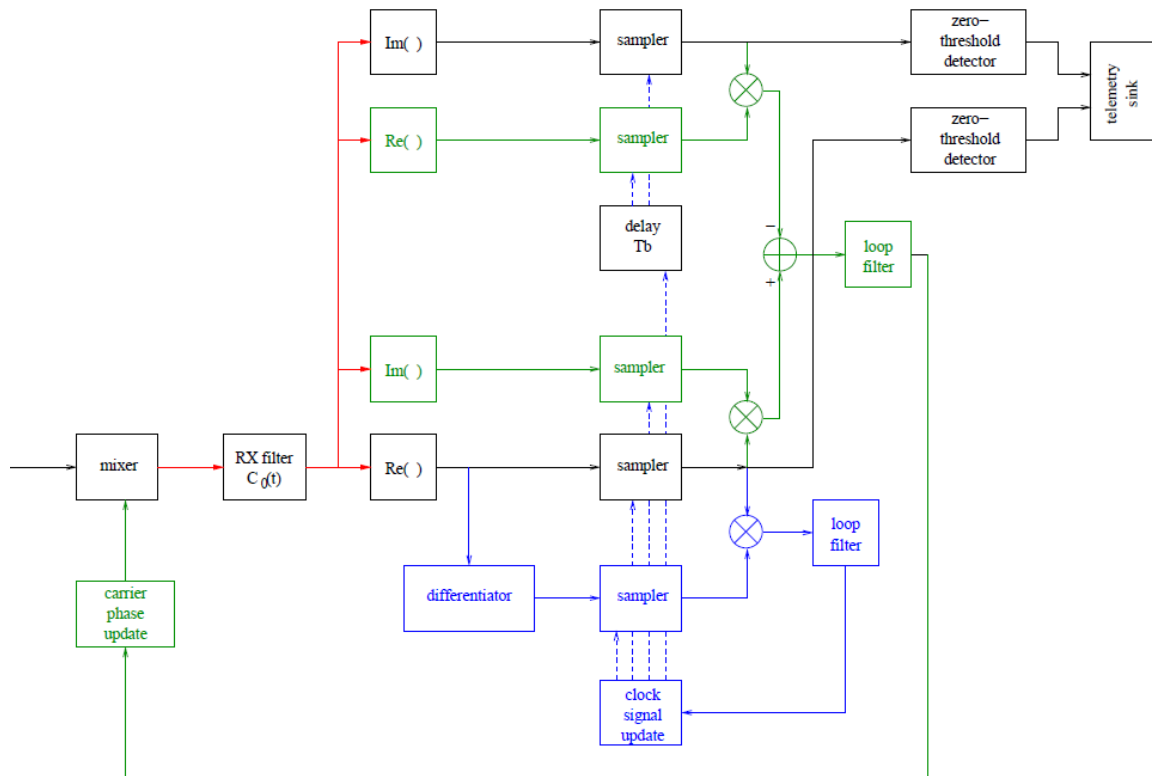 Im( )
sampler
zero−
threshold
detector
telemetry
sink
Re( )
sampler
zero−
threshold
detector
delay
Tb
−
+
loop
filter
Im( )
sampler
mixer
RX filter
C0(t)
Re( )
sampler
loop
filter
carrier
phase
update
differentiator
sampler
clock
signal
update